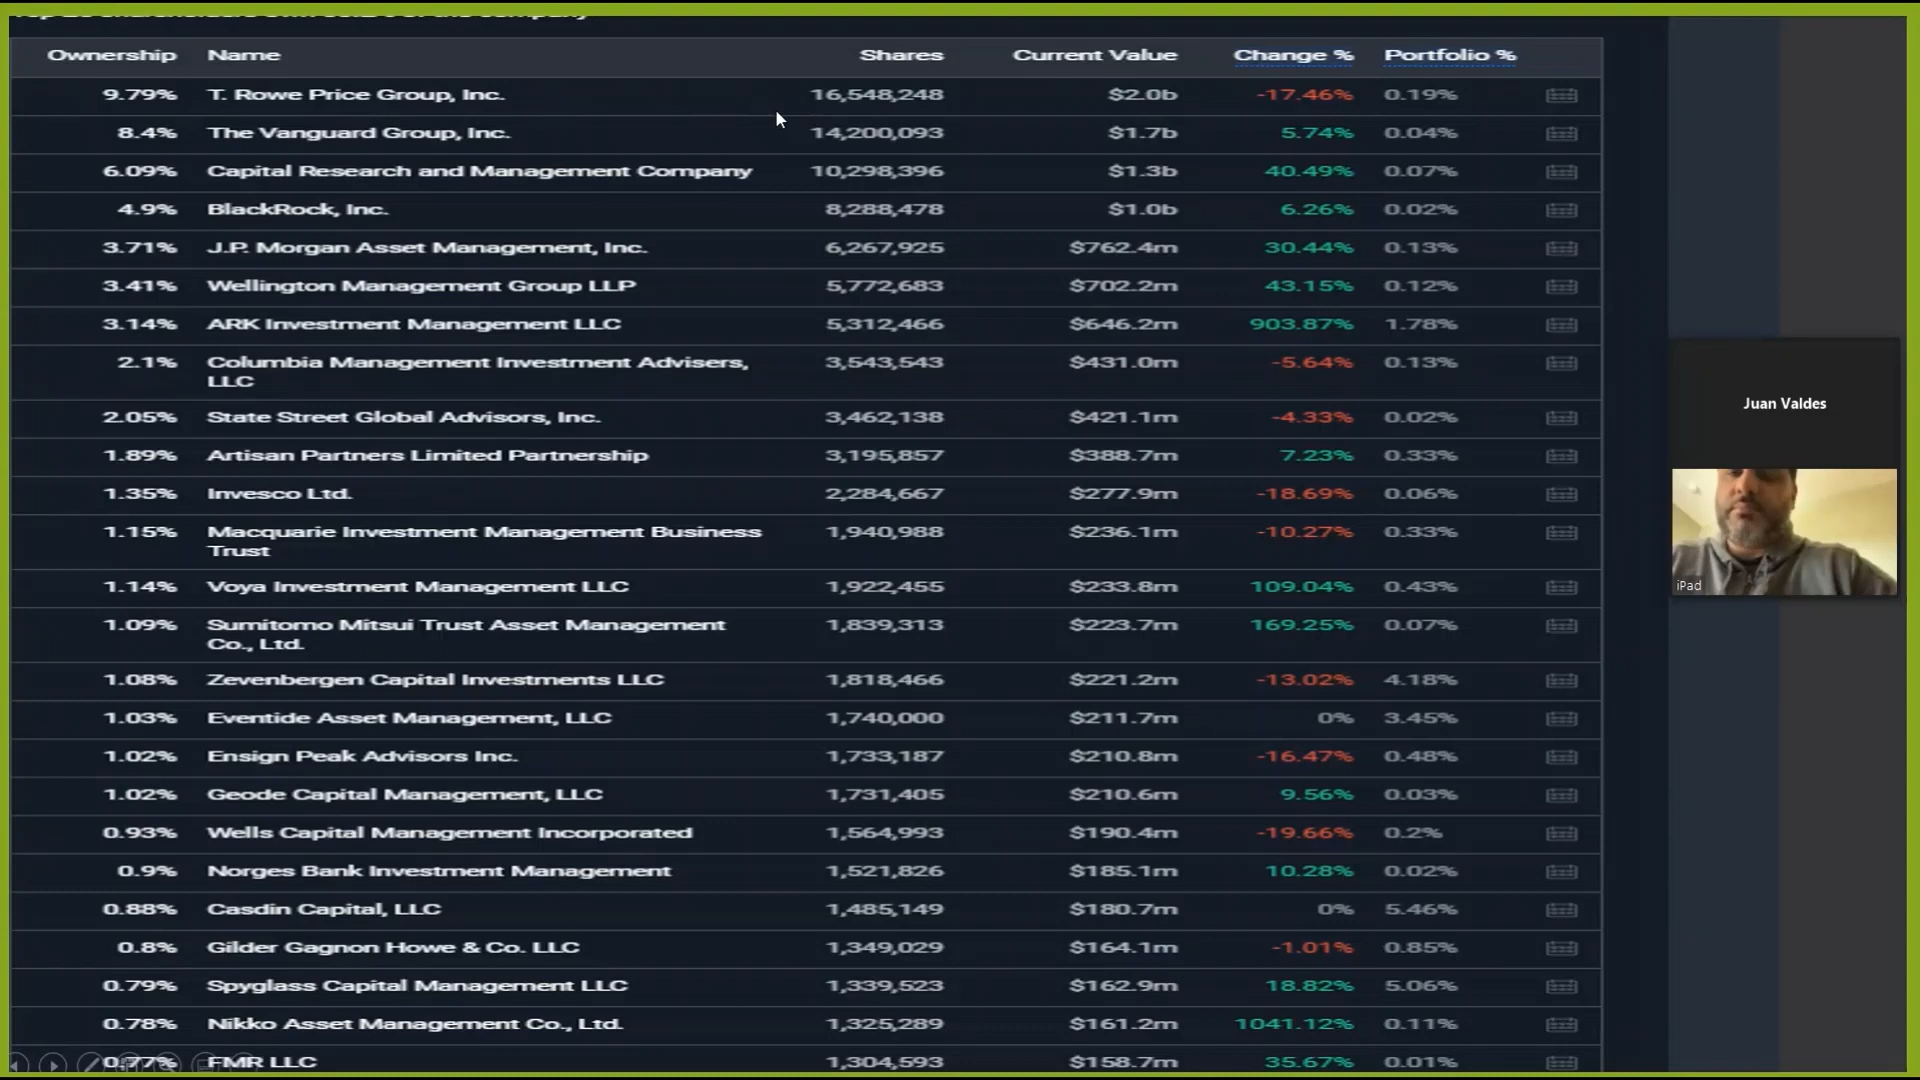 Top 25 shareholders own 66.25% of the company
Ownership Name Shares Current Value Change % Portfolio %
9.79% T. Rowe Price Group, Inc. 16,548,248 $2.0b -17.46% 0.19%
8.4% The Vanguard Group, Inc. 14,200,093 $1.7b 5.74% 0.04%
6.09% Capital Research and Management Company 10,298,396 $1.3b 40.49% 0.07%
4.9% BlackRock, Inc. 8,288,478 $1.0b 6.26% 0.02%
3.71% J.P. Morgan Asset Management, Inc. 6,267,925 $762.4m 30.44% 0.13%
3.41% Wellington Management Group LLP 5,772,683 $702.2m 43.15% 0.12%
3.14% ARK Investment Management LLC 5,312,466 $646.2m 903.87% 1.78%
2.1% Columbia Management Investment Advisers, 3,543,543 $431.0m -5.64% 0.13%
LLC
2.05% State Street Global Advisors, Inc. 3,462,138 $421.1m -4.33% 0.02%
1.89% Artisan Partners Limited Partnership 3,195,857 $388.7m 7.23% 0.33%
1.35% Invesco Ltd. 2,284,667 $277.9m -18.69% 0.06%
1.15% Macquarie Investment Management Business 1,940,988 $236.1m -10.27% 0.33%
Trust
1.14% Voya Investment Management LLC 1,922,455 $233.8m 109.04% 0.43%
1.09% Sumitomo Mitsui Trust Asset Management 1,839,313 $223.7m 169.25% 0.07%
Co., Ltd.
1.08% Zevenbergen Capital Investments LLC 1,818,466 $221.2m -13.02% 4.18%
1.03% Eventide Asset Management, LLC 1,740,000 $211.7m 0% 3.45%
1.02% Ensign Peak Advisors Inc. 1,733,187 $210.8m -16.47% 0.48%
1.02% Geode Capital Management, LLC 1,731,405 $210.6m 9.56% 0.03%
0.93% Wells Capital Management Incorporated 1,564,993 $190.4m -19.66% 0.2%
0.9% Norges Bank Investment Management 1,521,826 $185.1m 10.28% 0.02%
0.88% Casdin Capital, LLC 1,485,149 $180.7m 0% 5.46%
0.8% Gilder Gagnon Howe & Co. LLC 1,349,029 $164.1m -1.01% 0.85%
0.79% Spyglass Capital Management LLC 1,339,523 $162.9m 18.82% 5.06%
0.78% Nikko Asset Management Co., Ltd. 1,325,289 $161.2m 1041.12% 0.11%
0.77% FMR LLC 1,304,593 $158.7m 35.67% 0.01%
Juan Valdes
iPad